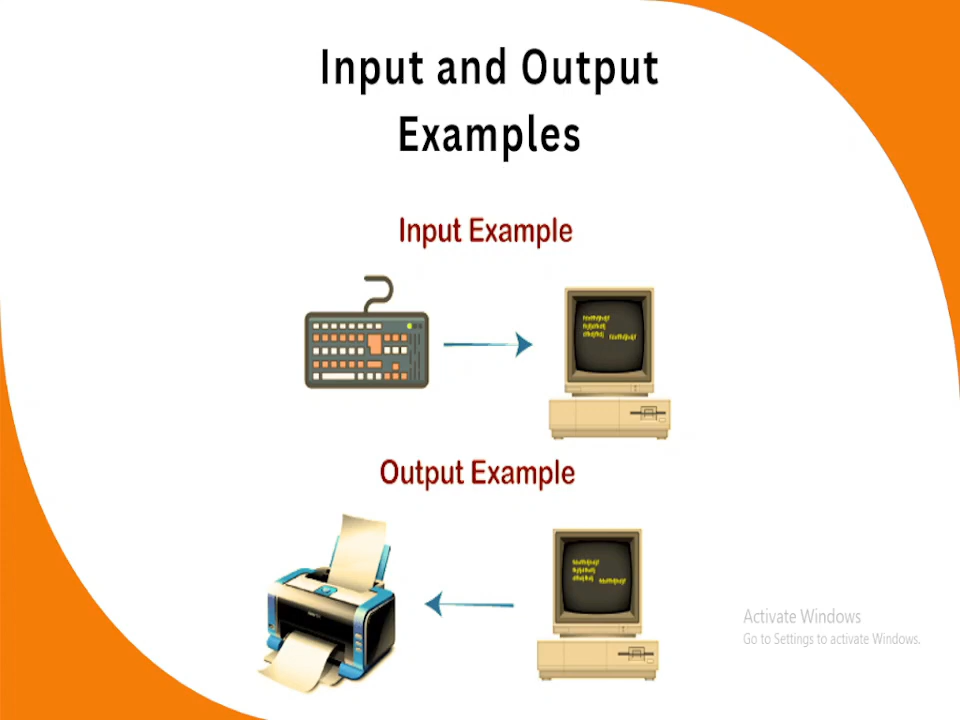 Input and Output
Examples
Input Example
Output Example
Activate Windows
Go to Settings to activate Windows.